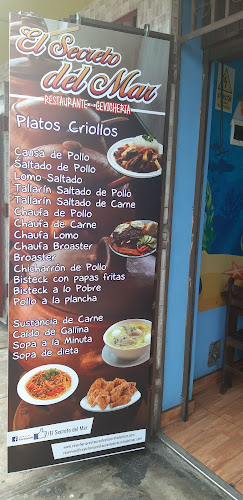 El Secreto
del Mar
RESTAURANTE - CEVICHERIA
Platos Criollos
Causa de Pollo
Saltado de Pollo
Lomo Saltado
Tallarín Saltado de Pollo
Tallarín Saltado de Carne
Chaufa de Pollo
Chaufa de Carne
Chaufa Lomo
Chaufa Broaster
Broaster
Chicharrón de Pollo
Bisteck con papas fritas
Bisteck a lo Pobre
Pollo a la plancha
Sustancia de Carne
Caldo de Gallina
Sopa a la Minuta
Sopa de dieta
/El Secreto del Mar